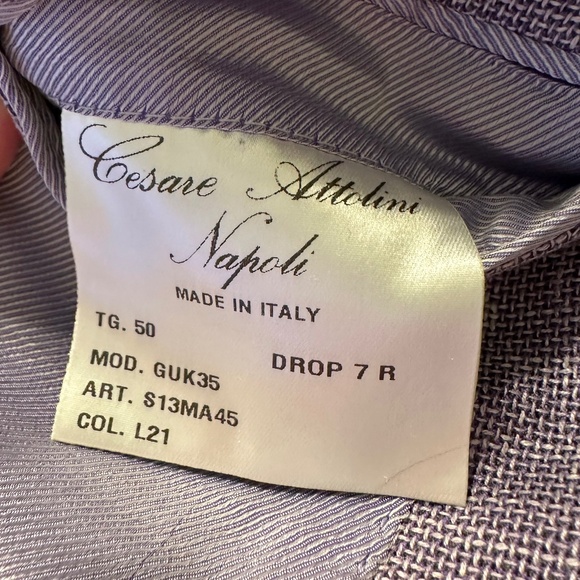 Cesare Attolini
Napoli
MADE IN ITALY
TG. 50 DROP 7 R
MOD. GUK35
ART. S13MA45
COL. L21